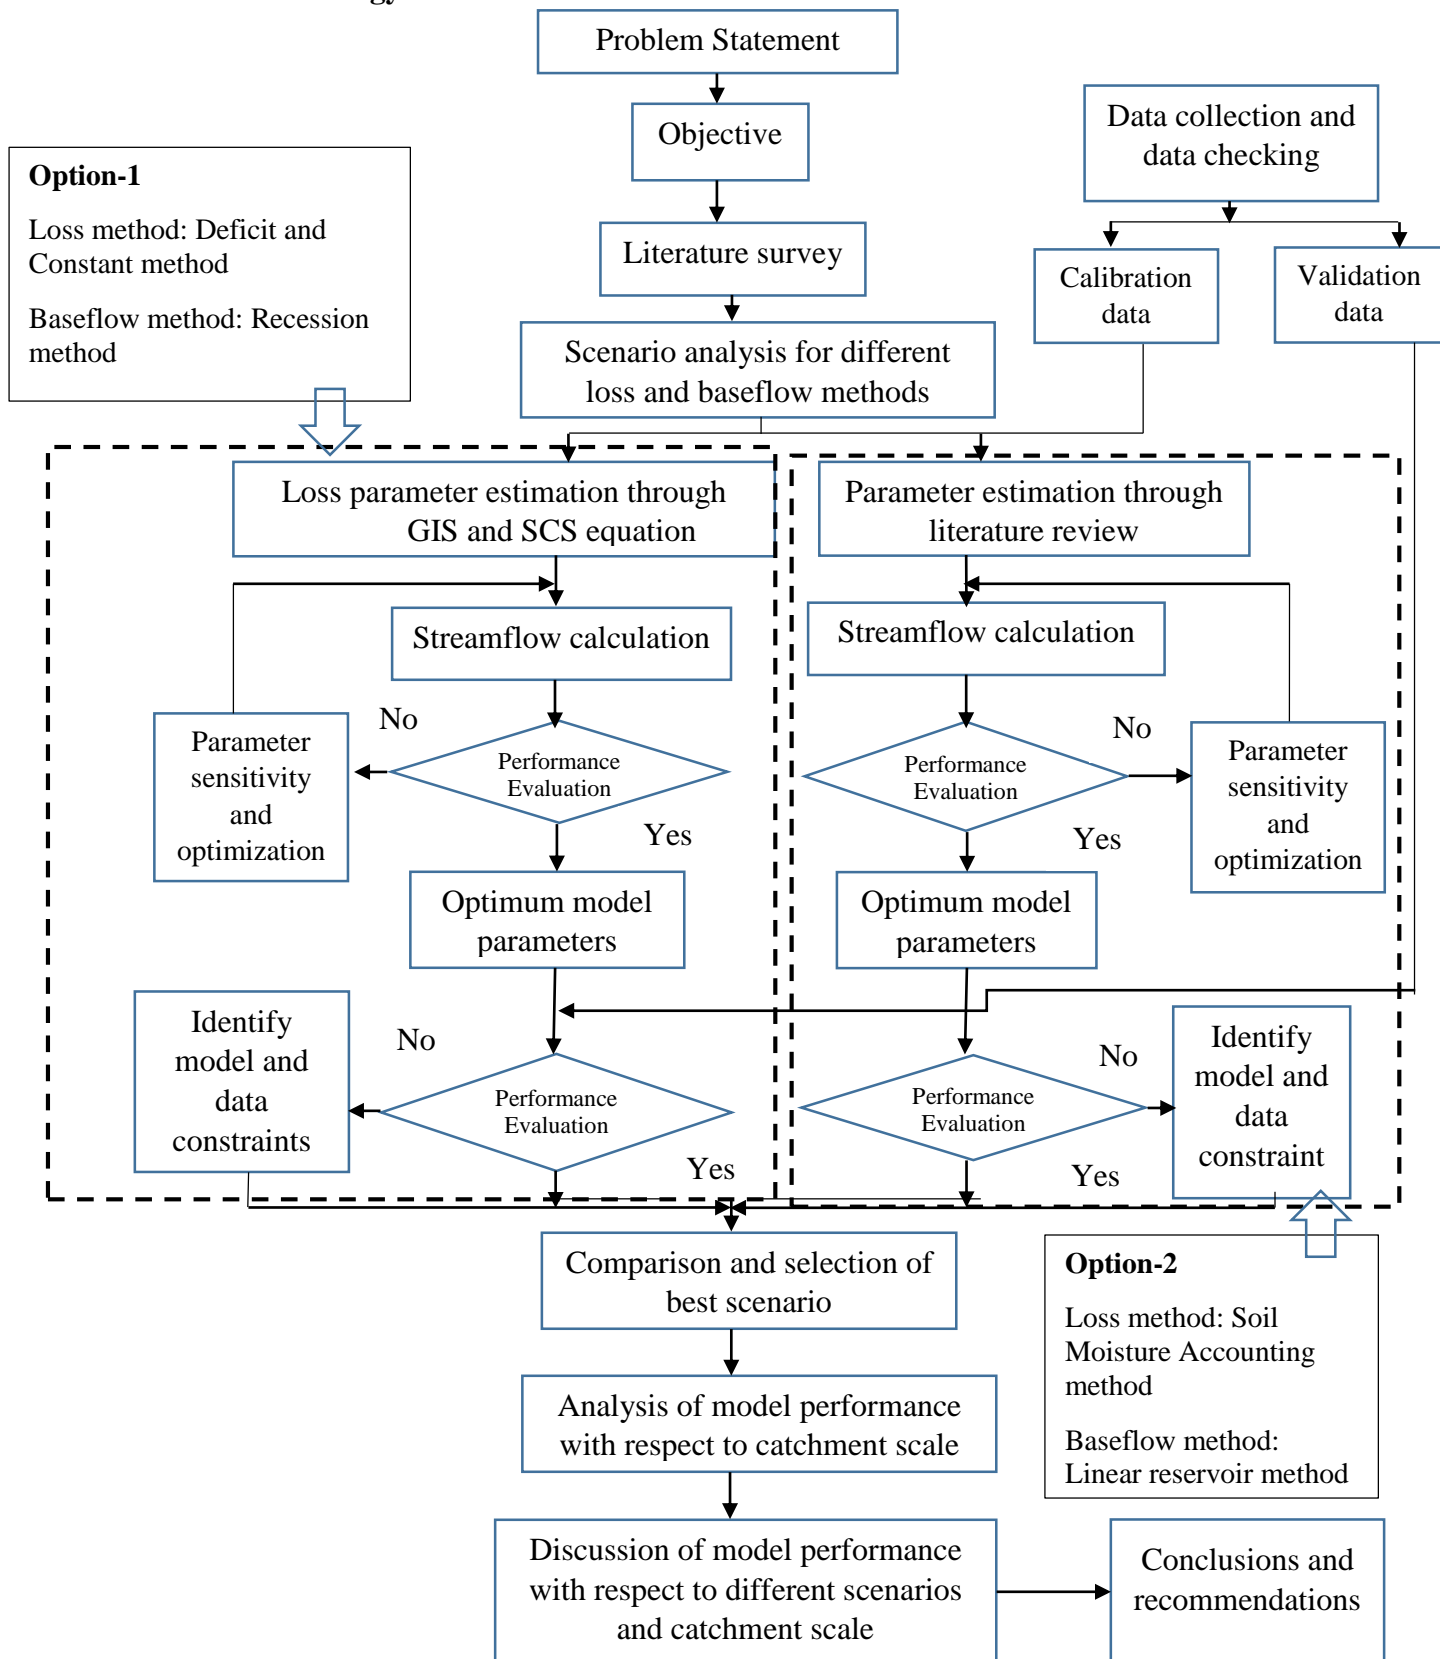 gy
Problem Statement
Objective
Data collection and
data checking
Option-1
Loss method: Deficit and
Constant method
Baseflow method: Recession
method
Literature survey
Calibration
data
Validation
data
Scenario analysis for different
loss and baseflow methods
Loss parameter estimation through
GIS and SCS equation
Parameter estimation through
literature review
Streamflow calculation
Streamflow calculation
No
Performance
Evaluation
Parameter
sensitivity
and
optimization
Yes
No
Performance
Evaluation
Parameter
sensitivity
and
optimization
Yes
Optimum model
parameters
Optimum model
parameters
Identify
model and
data
constraints
No
Performance
Evaluation
Yes
No
Performance
Evaluation
Identify
model and
data
constraint
Yes
Comparison and selection of
best scenario
Option-2
Loss method: Soil
Moisture Accounting
method
Baseflow method:
Linear reservoir method
Analysis of model performance
with respect to catchment scale
Discussion of model performance
with respect to different scenarios
and catchment scale
Conclusions and
recommendations